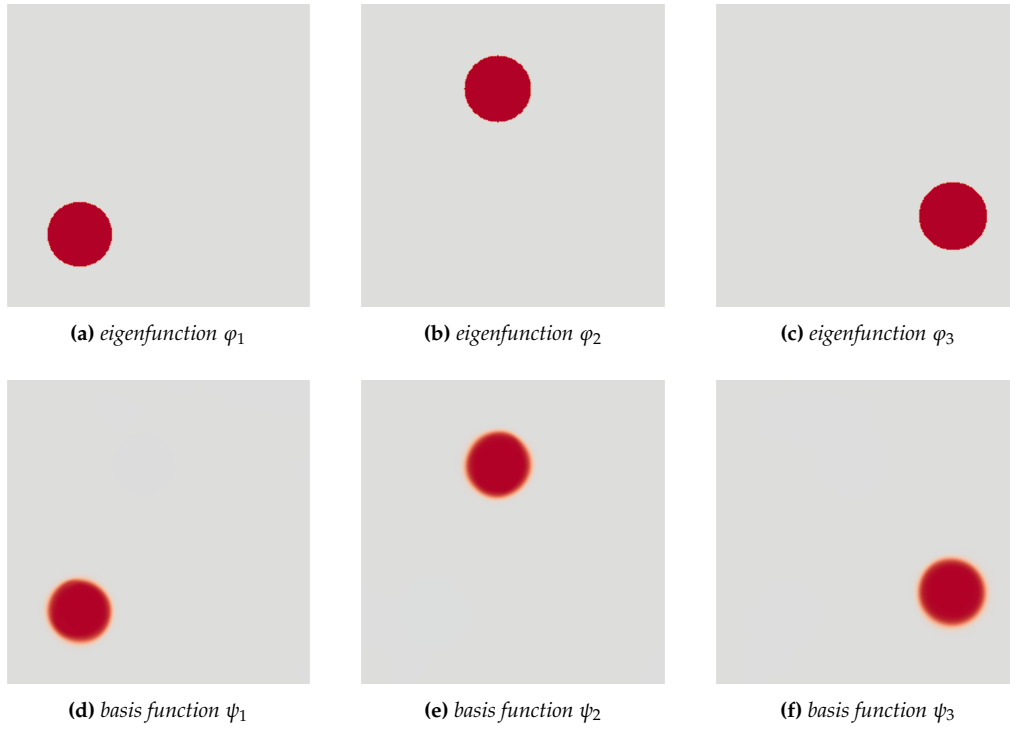 (a) eigenfunction φ1
(b) eigenfunction φ2
(c) eigenfunction φ3
(d) basis function ψ1
(e) basis function ψ2
(f) basis function ψ3